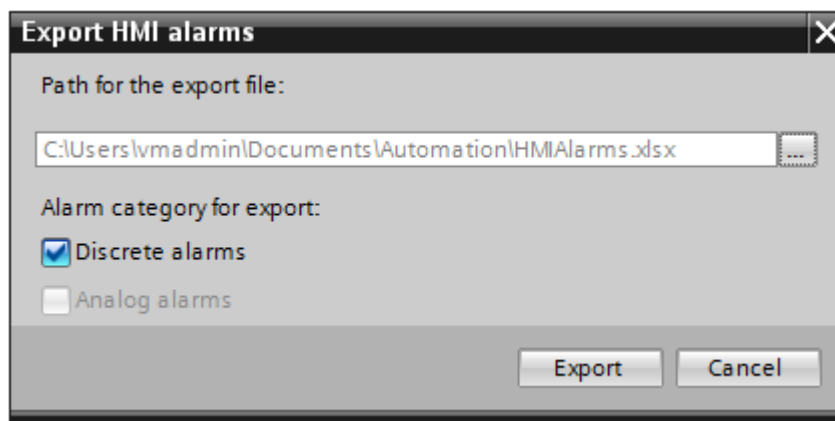 Export HMI alarms
Path for the export file:
C:\Users\vmadmin\Documents\Automation\HMIAlarms.xlsx
...
Alarm category for export:
Discrete alarms
Analog alarms
Export Cancel